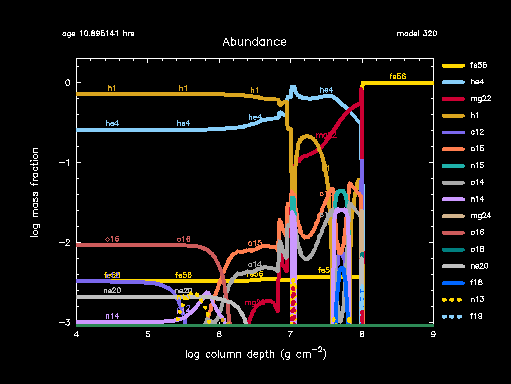 age 10.895141 hrs
model 320
Abundance
fe56
he4
mg22
h1
c12
o15
n15
o14
n14
mg24
o16
o18
ne20
f18
n13
f19
fe56
h1 h1 h1 he4
he4 he4 he4
mg22
o16 o16 o15
o14
fe56 fe56 fe56 fe56
ne20 ne20
mg22
n14
0
−1
−2
−3
4 5 6 7 8 9
log mass fraction
log column depth (g cm−2)